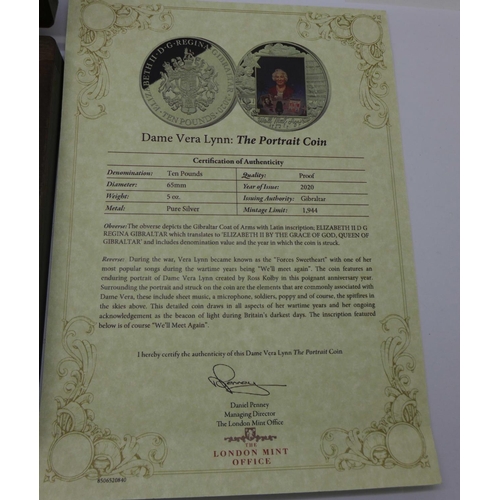 ELIZABETH II·D·G·REGINA·GIBRALTAR
·TEN POUNDS·
Dame Vera Lynn: The Portrait Coin
Certification of Authenticity
Denomination: Ten Pounds Quality: Proof
Diameter: 65mm Year of Issue: 2020
Weight: 5 oz. Issuing Authority: Gibraltar
Metal: Pure Silver Mintage Limit: 1,944
Obverse: The obverse depicts the Gibraltar Coat of Arms with Latin inscription; ELIZABETH II D G
REGINA GIBRALTAR which translates to 'ELIZABETH II BY THE GRACE OF GOD, QUEEN OF
GIBRALTAR' and includes denomination value and the year in which the coin is struck.
Reverse: During the war, Vera Lynn became known as the "Forces Sweetheart" with one of her
most popular songs during the wartime years being "We'll meet again". The coin features an
enduring portrait of Dame Vera Lynn created by Ross Kolby in this poignant anniversary year.
Surrounding the portrait and struck on the coin are the elements that are commonly associated with
Dame Vera, these include sheet music, a microphone, soldiers, poppy and of course, the spitfires in
the skies above. This detailed coin draws in all aspects of her wartime years and her ongoing
acknowledgement as the beacon of light during Britain's darkest days. The inscription featured
below is of course "We'll Meet Again".
I hereby certify the authenticity of this Dame Vera Lynn The Portrait Coin
Daniel Penney
Managing Director
The London Mint Office
THE
LONDON MINT
OFFICE